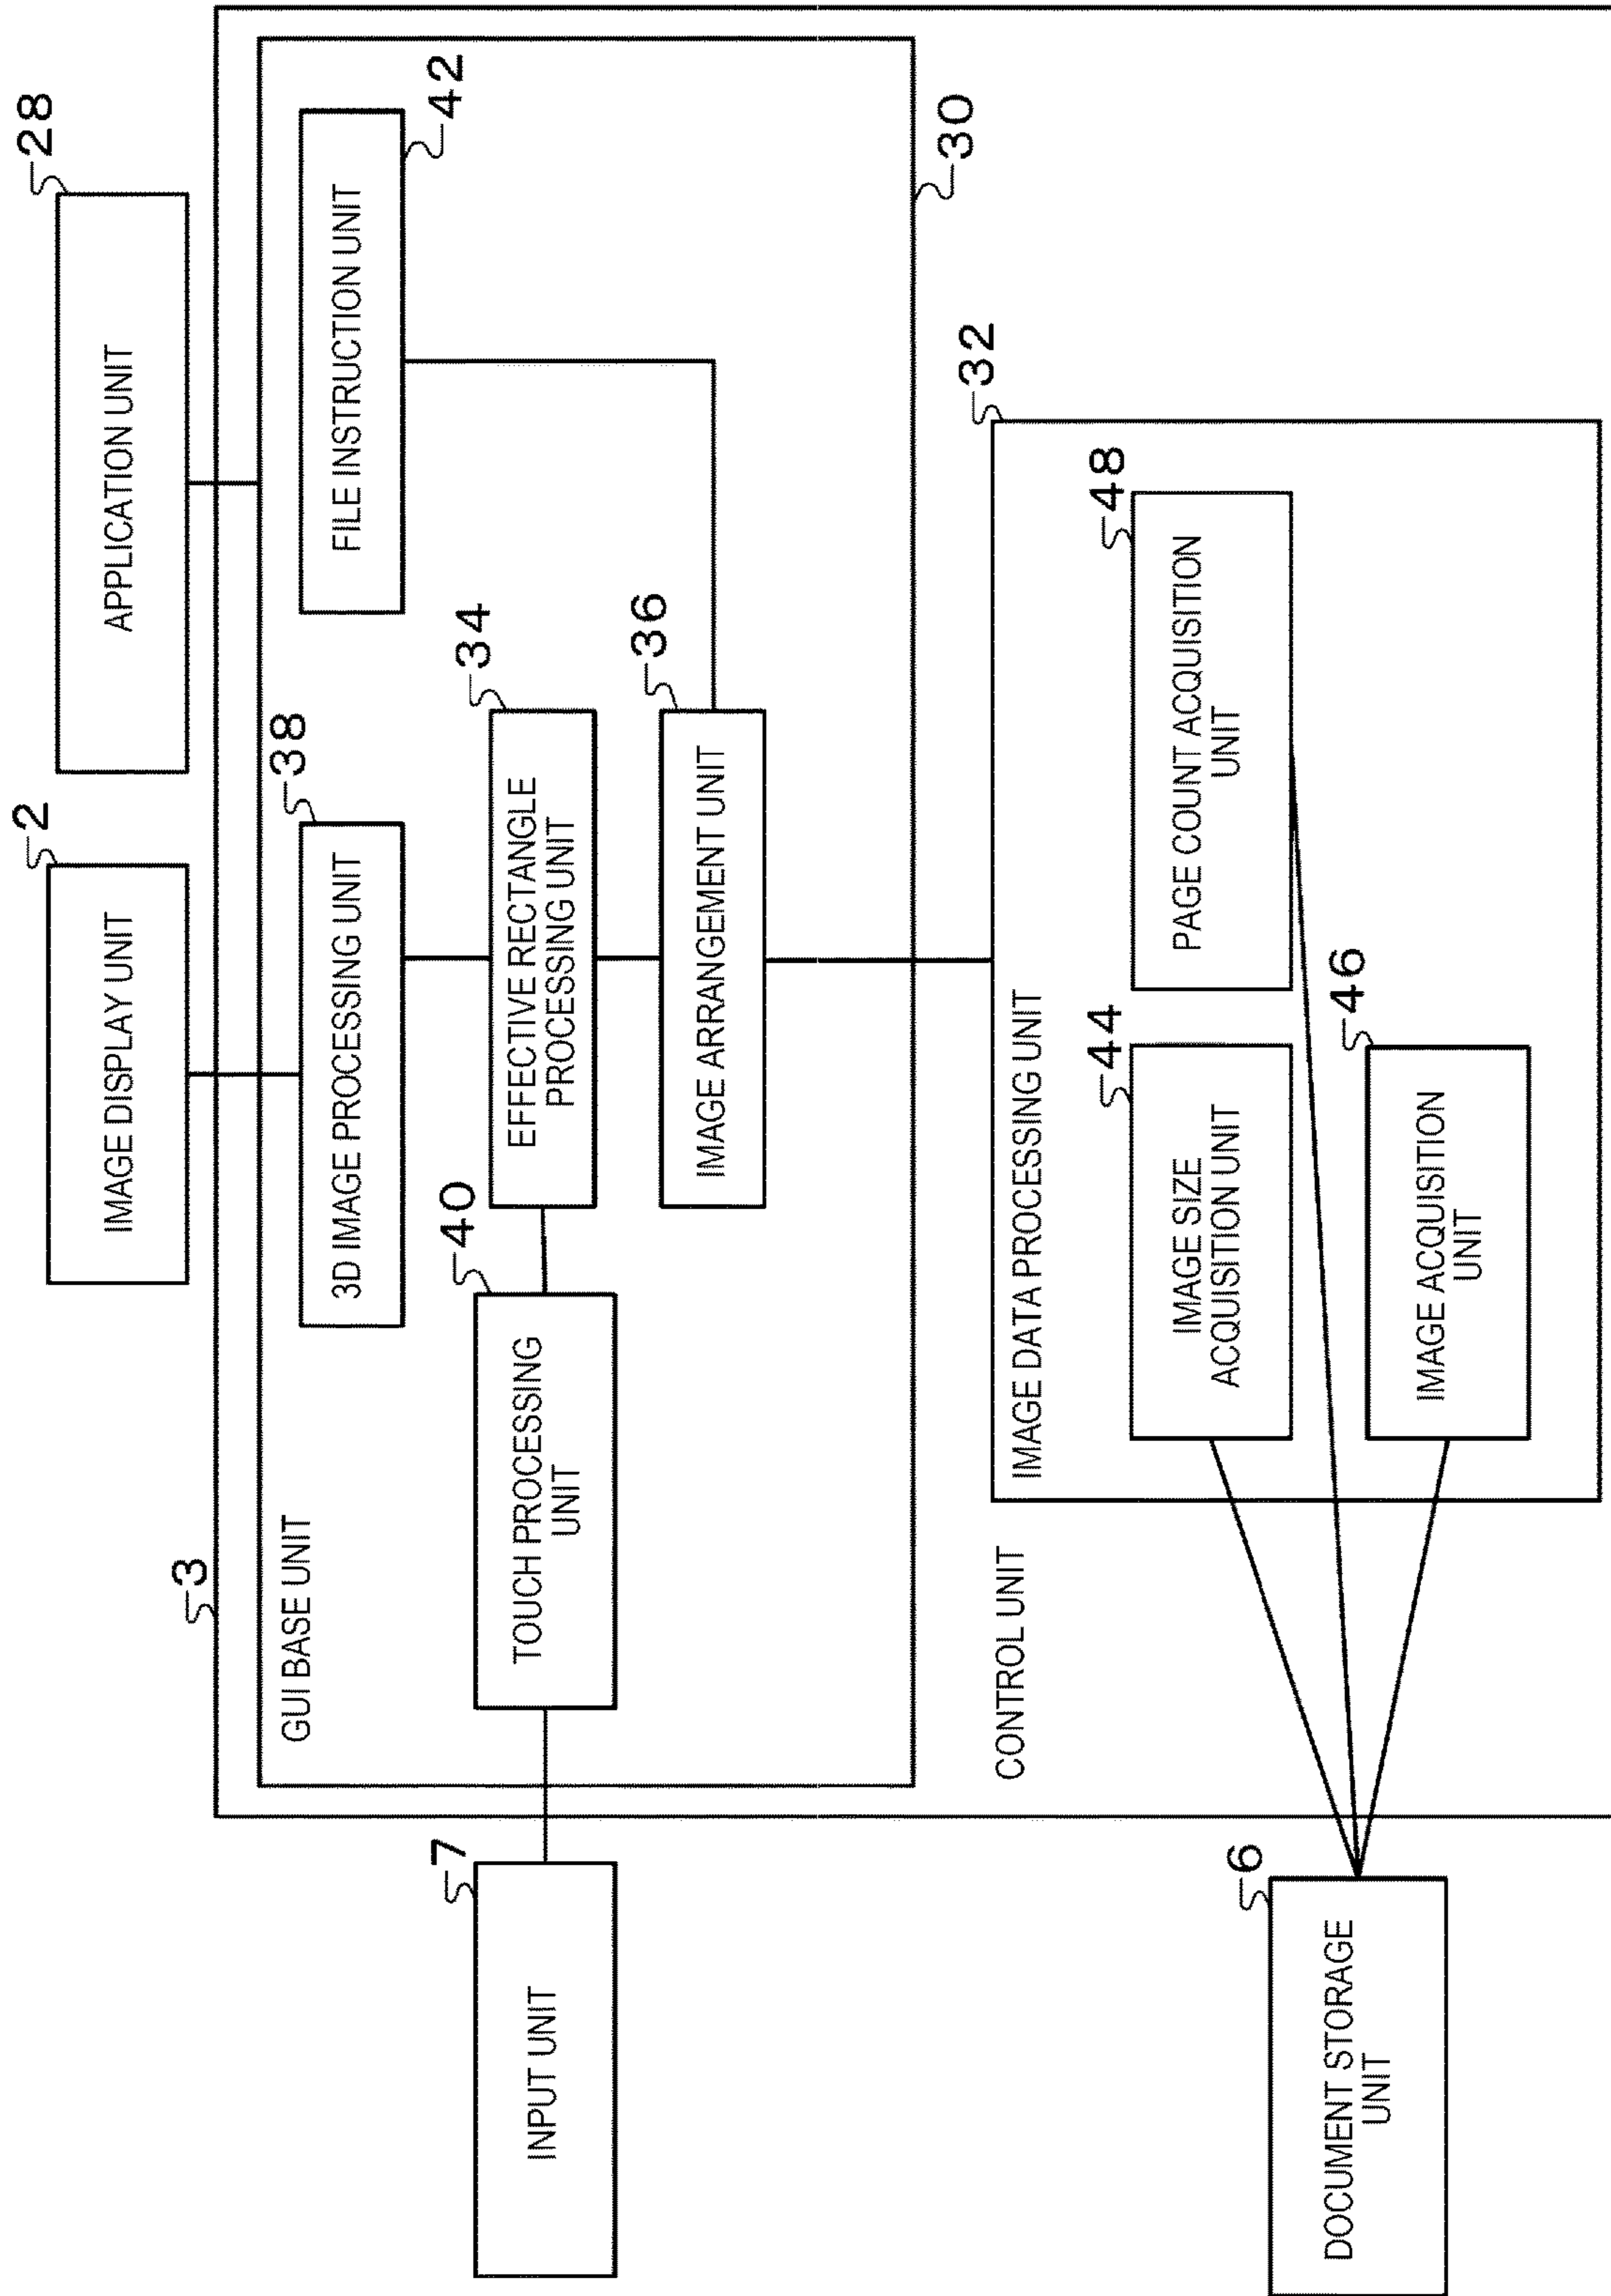 2
IMAGE DISPLAY UNIT
28
APPLICATION UNIT
3
GUI BASE UNIT
38
3D IMAGE PROCESSING UNIT
42
FILE INSTRUCTION UNIT
7
INPUT UNIT
40
TOUCH PROCESSING
UNIT
34
EFFECTIVE RECTANGLE
PROCESSING UNIT
36
IMAGE ARRANGEMENT UNIT
30
CONTROL UNIT
32
IMAGE DATA PROCESSING UNIT
44
IMAGE SIZE
ACQUISITION UNIT
48
PAGE COUNT ACQUISITION
UNIT
6
DOCUMENT STORAGE
UNIT
46
IMAGE ACQUISITION
UNIT